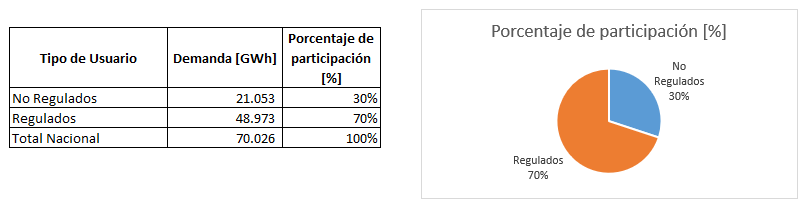 Tipo de Usuario Demanda [GWh] Porcentaje de
participación
[%]
No Regulados 21.053 30%
Regulados 48.973 70%
Total Nacional 70.026 100%
Porcentaje de participación [%]
No
Regulados
30%
Regulados
70%